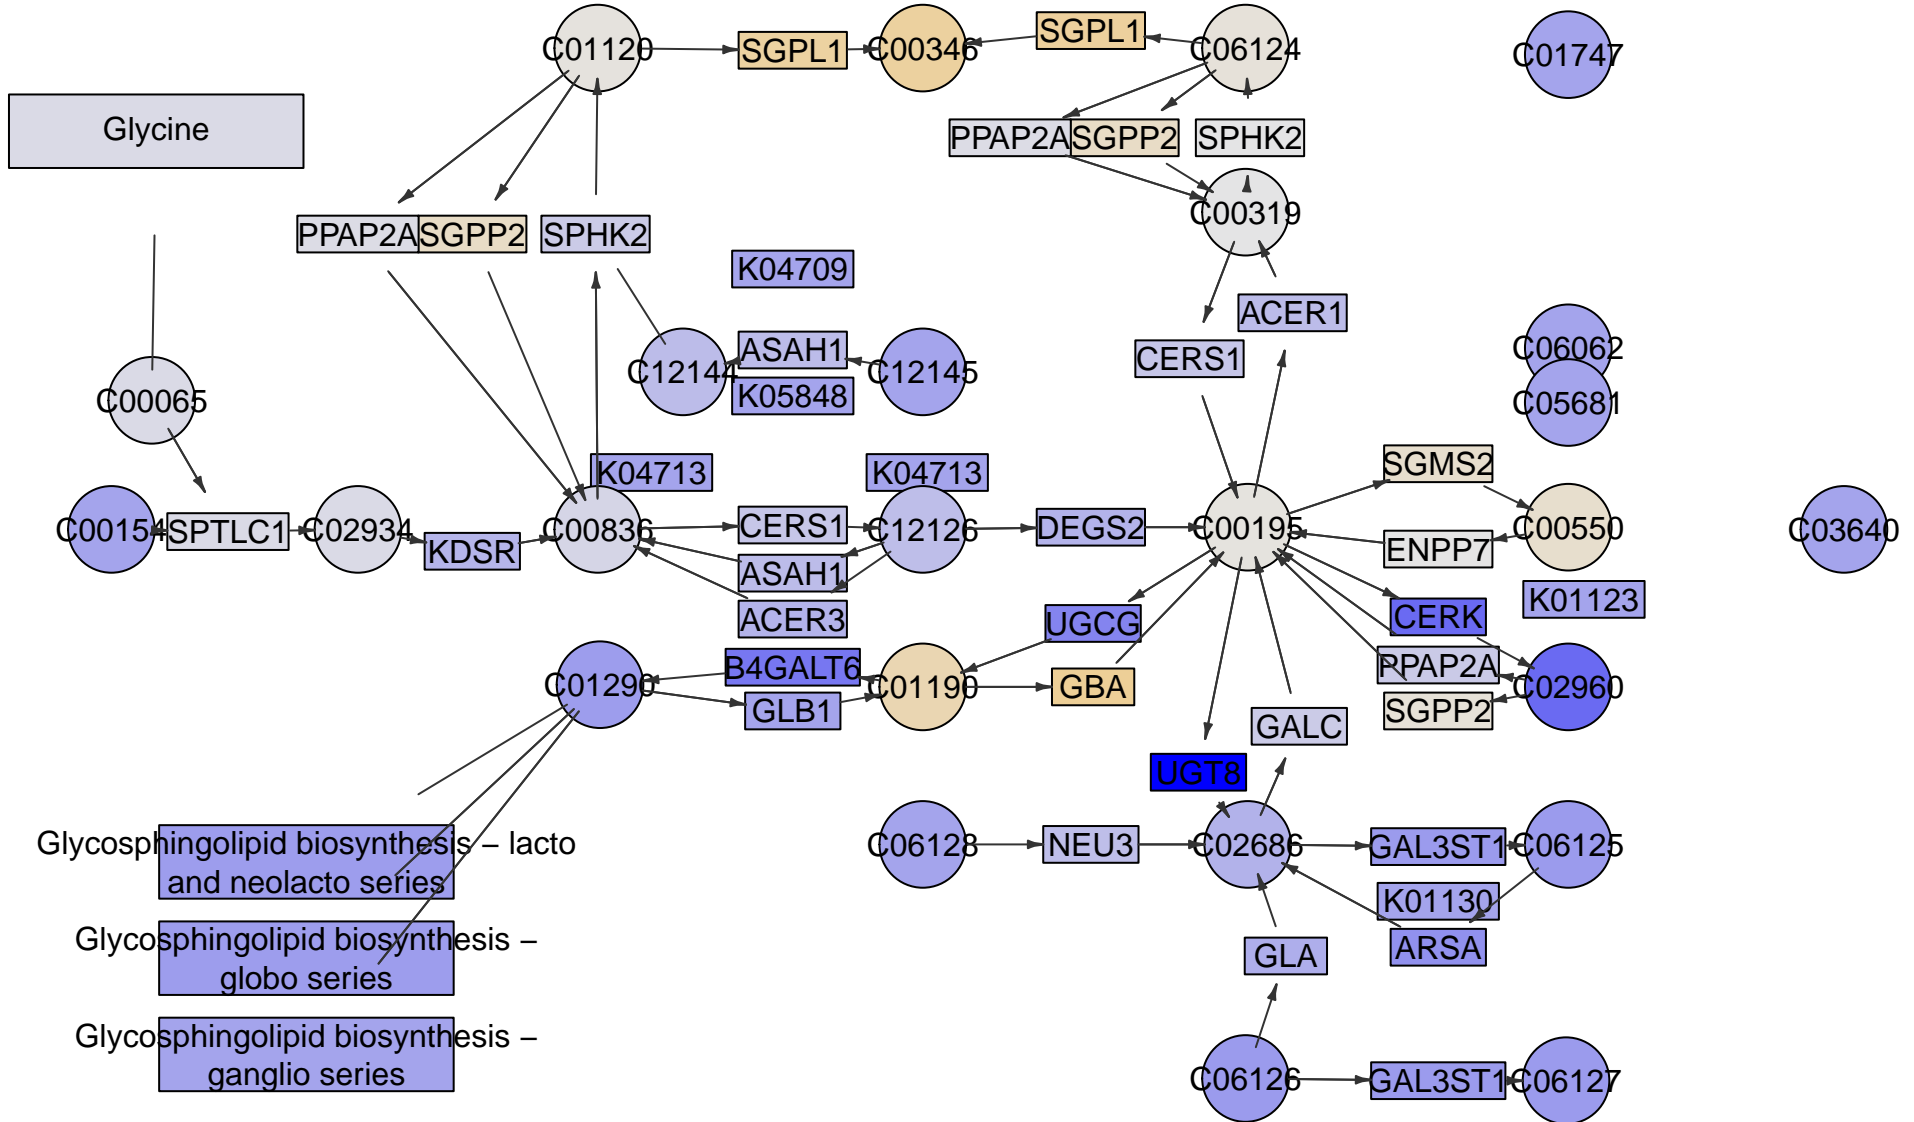 C01120
SGPL1
C00346
SGPL1
C06124
C01747
Glycine
PPAP2A
SGPP2
SPHK2
C00319
PPAP2A
SGPP2
SPHK2
K04709
ACER1
C06062
CERS1
C12144
ASAH1
C12145
K05848
C00065
C05681
K04713
K04713
SGMS2
C00154
SPTLC1
C02934
KDSR
C00836
CERS1
C12126
DEGS2
C00195
C00550
C03640
ENPP7
ASAH1
ACER3
K01123
UGCG
CERK
B4GALT6
PPAP2A
C01290
C01190
GBA
C02960
GLB1
SGPP2
GALC
UGT8
Glycosphingolipid biosynthesis – lacto
and neolacto series
C06128
NEU3
C02686
GAL3ST1
C06125
K01130
Glycosphingolipid biosynthesis –
globo series
GLA
ARSA
Glycosphingolipid biosynthesis –
ganglio series
C06126
GAL3ST1
C06127